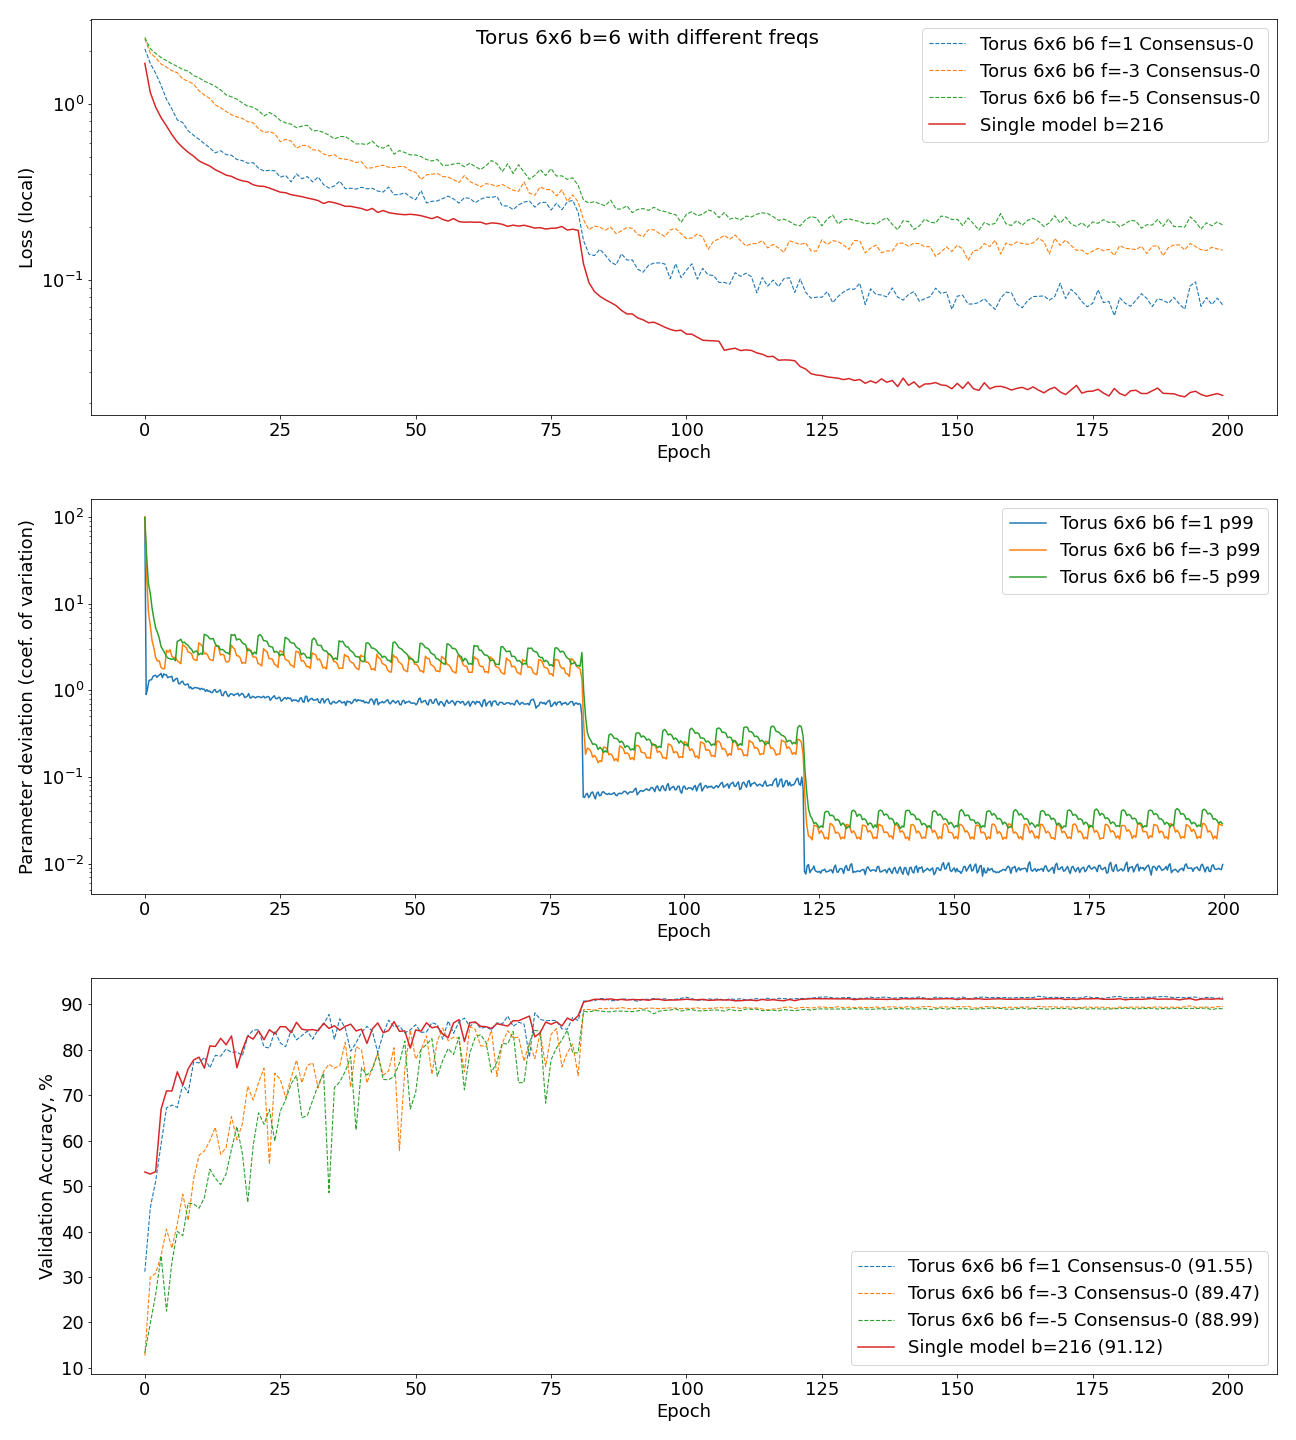 Torus 6x6 b=6 with different freqs
Torus 6x6 b6 f=1 Consensus-0
Torus 6x6 b6 f=-3 Consensus-0
Torus 6x6 b6 f=-5 Consensus-0
Single model b=216
Loss (local)
10^0
10^-1
0 25 50 75 100 125 150 175 200
Epoch
Torus 6x6 b6 f=1 p99
Torus 6x6 b6 f=-3 p99
Torus 6x6 b6 f=-5 p99
Parameter deviation (coef. of variation)
10^2
10^1
10^0
10^-1
10^-2
0 25 50 75 100 125 150 175 200
Epoch
Validation Accuracy, %
90
80
70
60
50
40
30
20
10
Torus 6x6 b6 f=1 Consensus-0 (91.55)
Torus 6x6 b6 f=-3 Consensus-0 (89.47)
Torus 6x6 b6 f=-5 Consensus-0 (88.99)
Single model b=216 (91.12)
0 25 50 75 100 125 150 175 200
Epoch